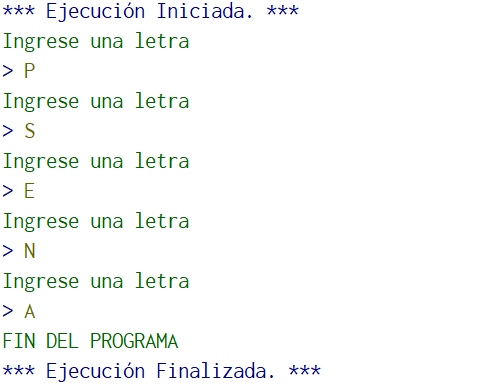 *** Ejecución Iniciada. ***
Ingrese una letra
> P
Ingrese una letra
> S
Ingrese una letra
> E
Ingrese una letra
> N
Ingrese una letra
> A
FIN DEL PROGRAMA
*** Ejecución Finalizada. ***